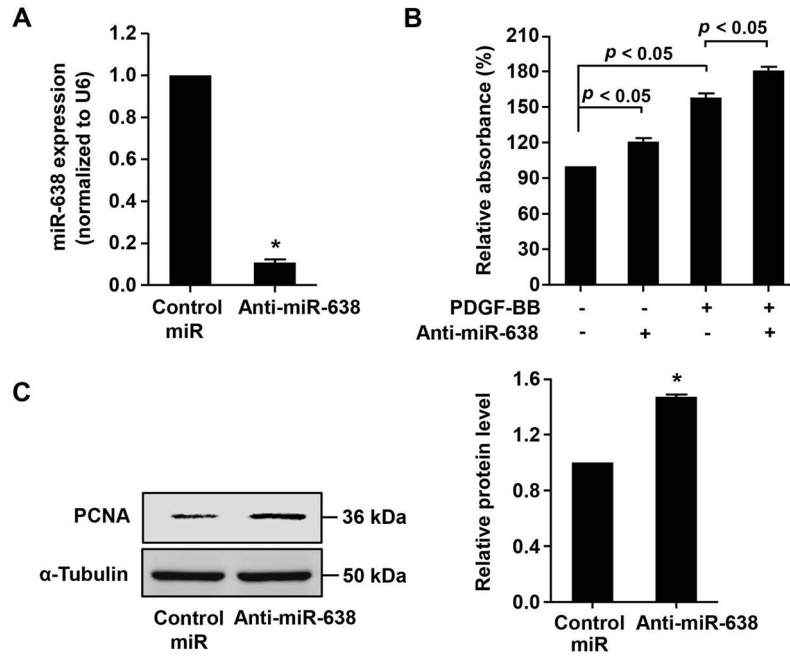 A
miR-638 expression
(normalized to U6)
1.2
1.0
0.8
0.6
0.4
0.2
0.0
*
Control
miR
Anti-miR-638
B
Relative absorbance (%)
210
180
150
120
90
60
30
0
p < 0.05
p < 0.05
p < 0.05
PDGF-BB - - + +
Anti-miR-638 - + - +
C
PCNA
36 kDa
α-Tubulin
50 kDa
Control
miR
Anti-miR-638
Relative protein level
1.6
1.2
0.8
0.4
0.0
*
Control
miR
Anti-miR-638